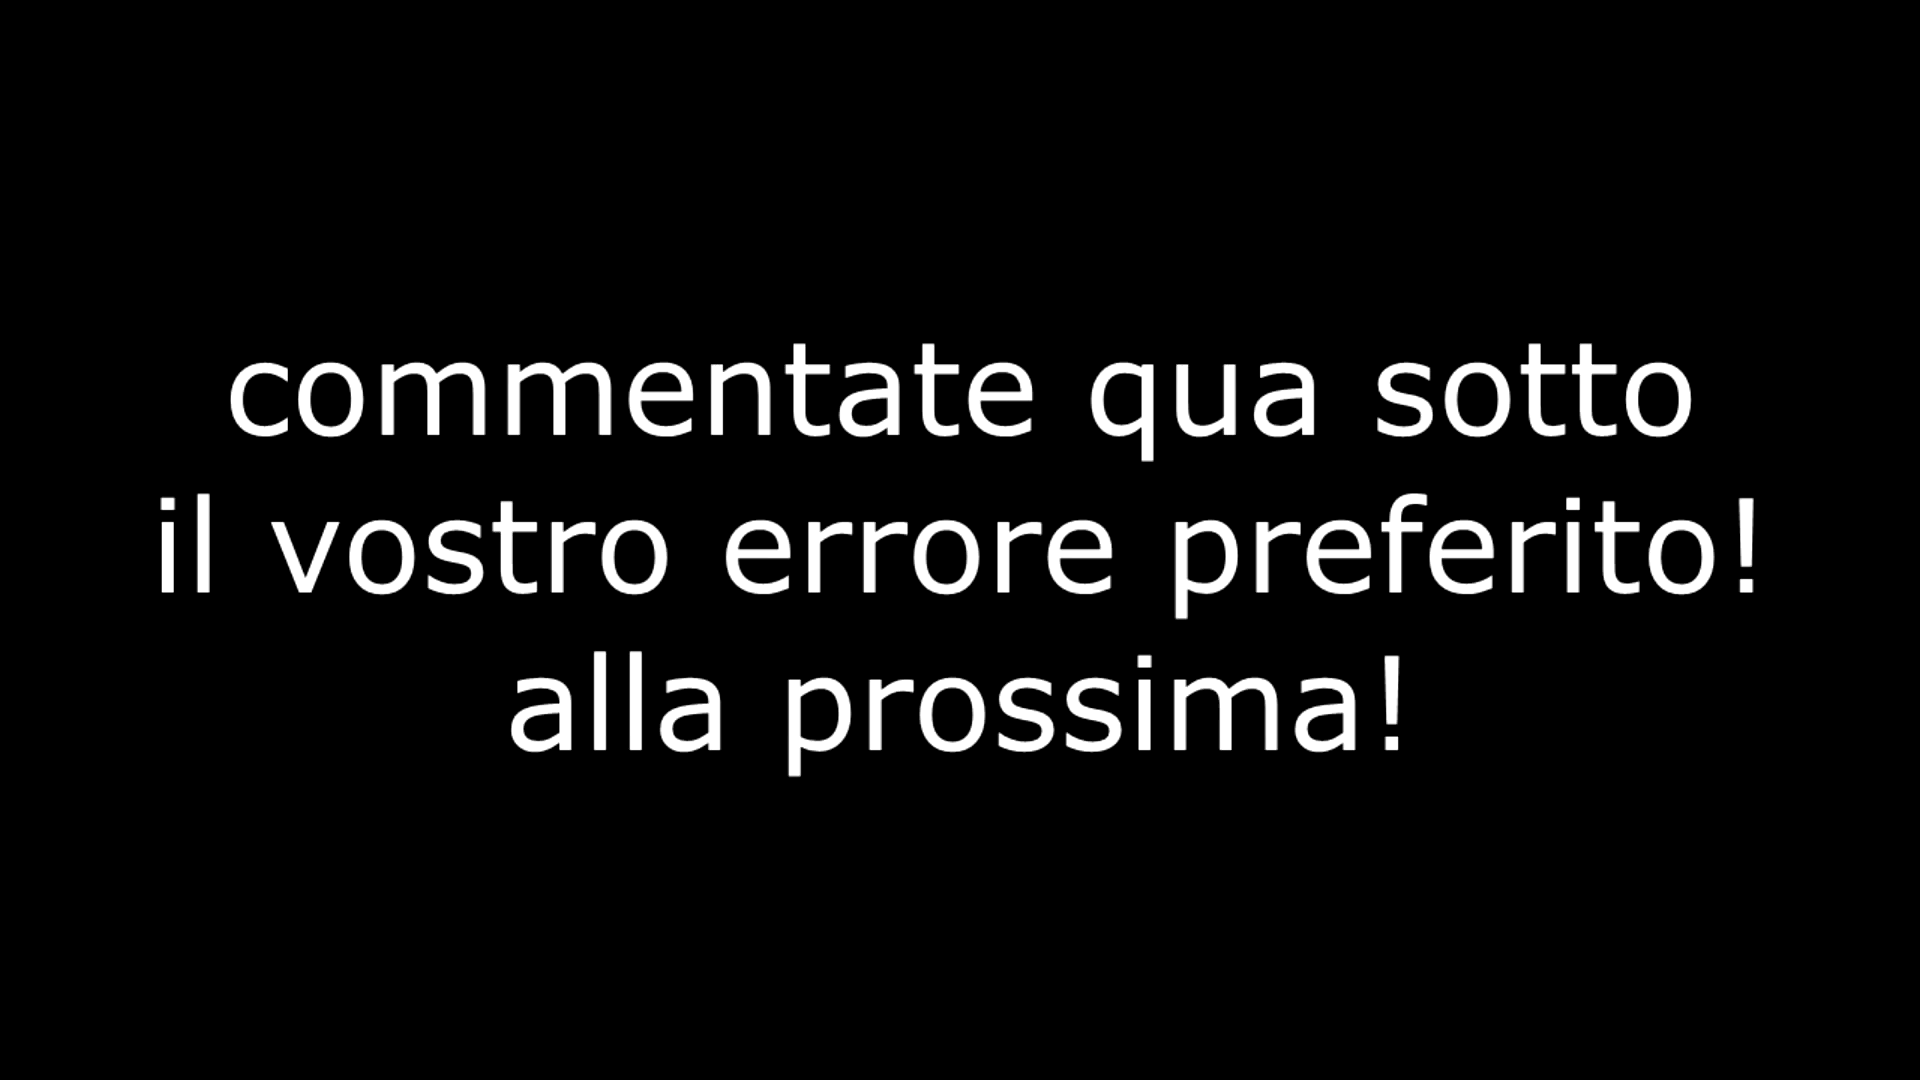 commentate qua sotto
il vostro errore preferito!
alla prossima!